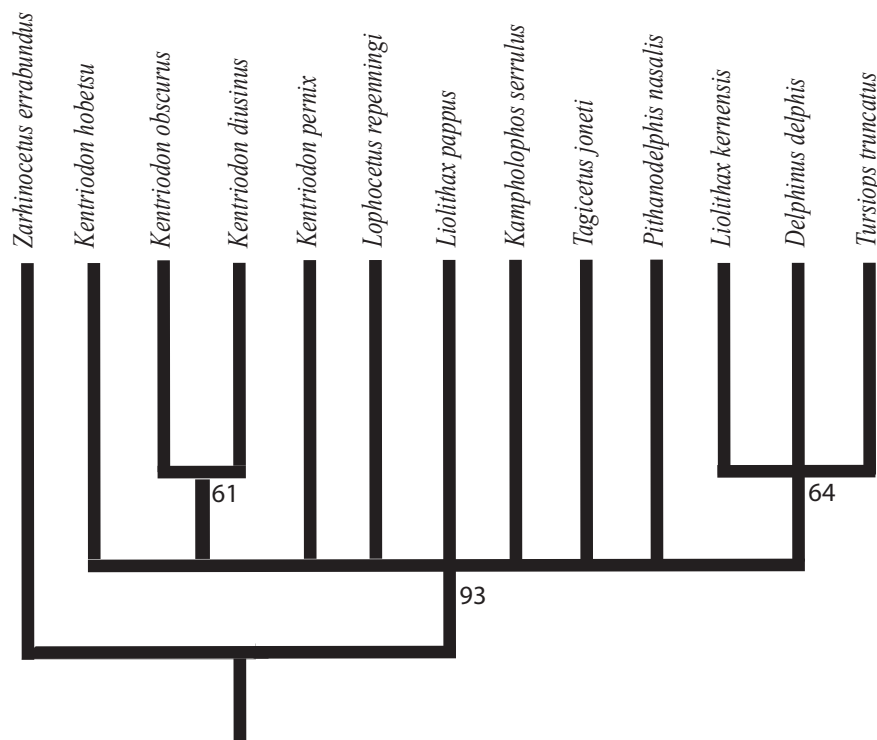 Zarhinocetus errabundus
Kentriodon hobetsu
Kentriodon obscurus
Kentriodon diusinus
Kentriodon pernix
Lophocetus repenningi
Liolithax pappus
Kampholophos serrulus
Tagicetus joneti
Pithanodelphis nasalis
Liolithax kernensis
Delphinus delphis
Tursiops truncatus
61
64
93